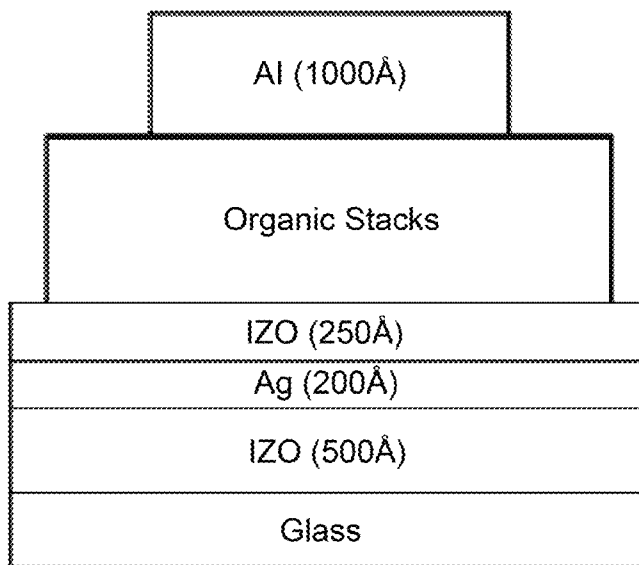 Al (1000Å)
Organic Stacks
IZO (250Å)
Ag (200Å)
IZO (500Å)
Glass